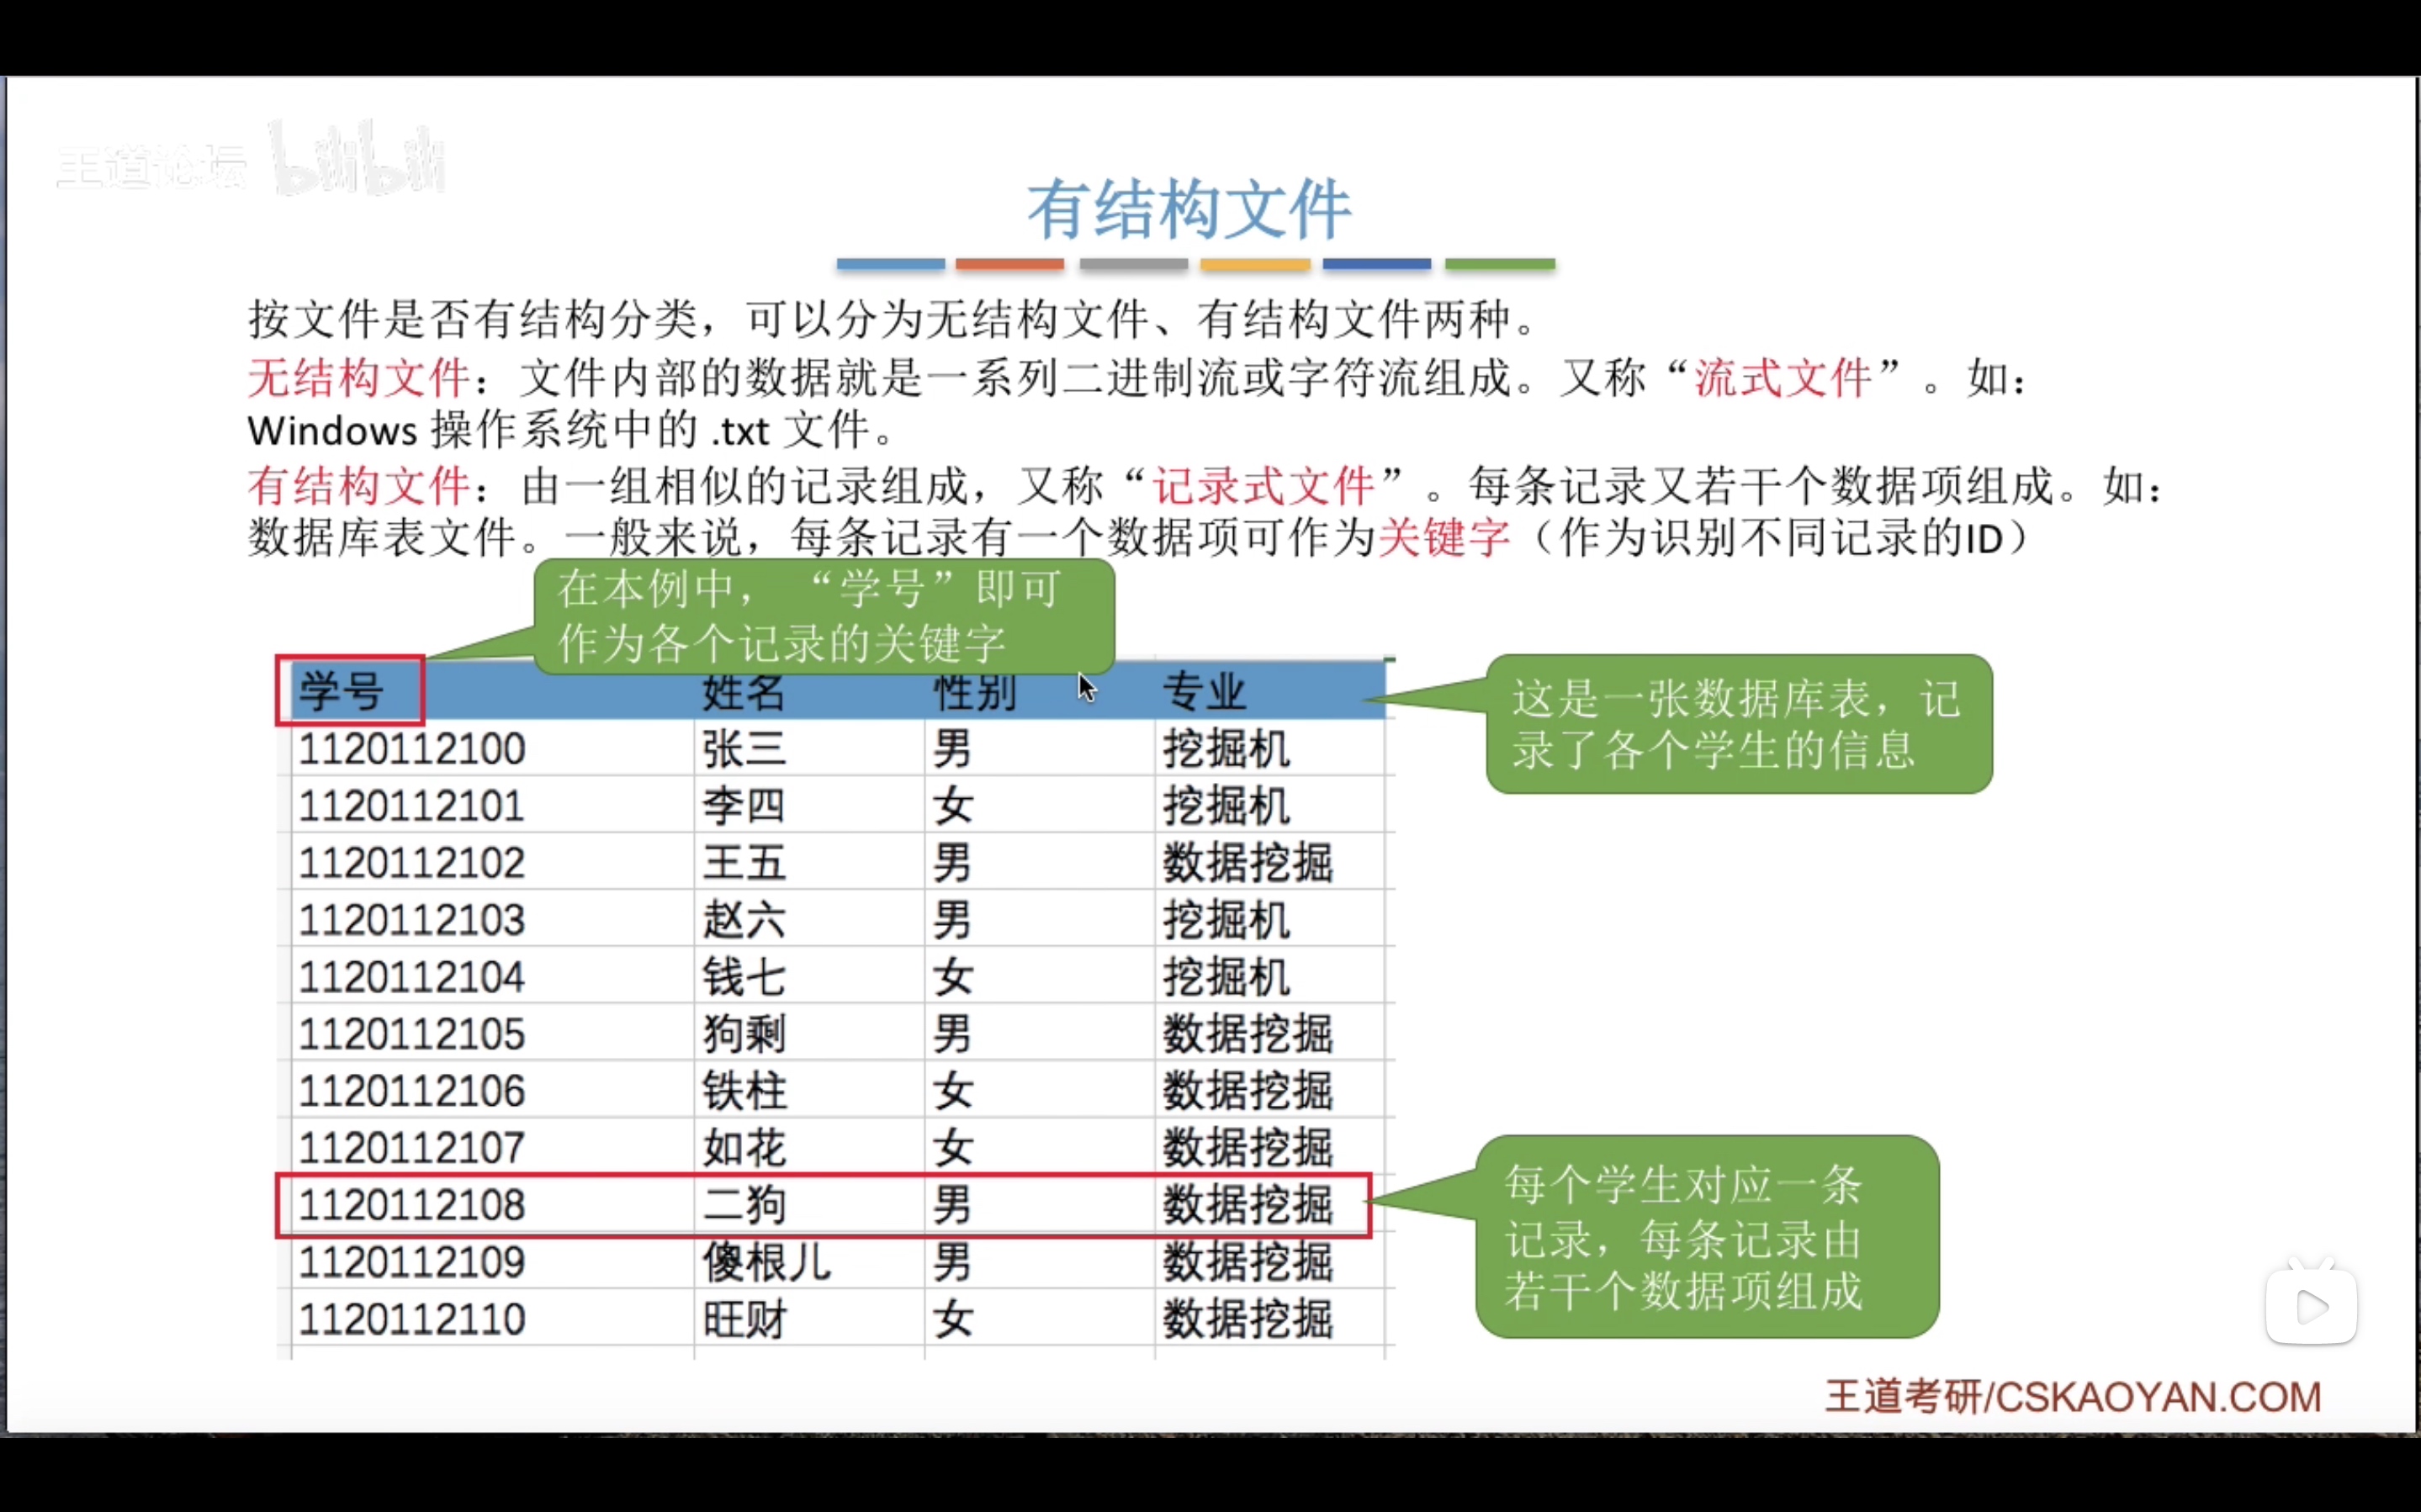 王道论坛 bilibili
有结构文件
按文件是否有结构分类，可以分为无结构文件、有结构文件两种。
无结构文件：文件内部的数据就是一系列二进制流或字符流组成。又称“流式文件”。如：
Windows 操作系统中的 .txt 文件。
有结构文件：由一组相似的记录组成，又称“记录式文件”。每条记录又若干个数据项组成。如：
数据库表文件。一般来说，每条记录有一个数据项可作为关键字（作为识别不同记录的ID）
在本例中，“学号”即可
作为各个记录的关键字
学号 姓名 性别 专业
1120112100 张三 男 挖掘机
1120112101 李四 女 挖掘机
1120112102 王五 男 数据挖掘
1120112103 赵六 男 挖掘机
1120112104 钱七 女 挖掘机
1120112105 狗剩 男 数据挖掘
1120112106 铁柱 女 数据挖掘
1120112107 如花 女 数据挖掘
1120112108 二狗 男 数据挖掘
1120112109 傻根儿 男 数据挖掘
1120112110 旺财 女 数据挖掘
这是一张数据库表，记
录了各个学生的信息
每个学生对应一条
记录，每条记录由
若干个数据项组成
王道考研/CSKAOYAN.COM